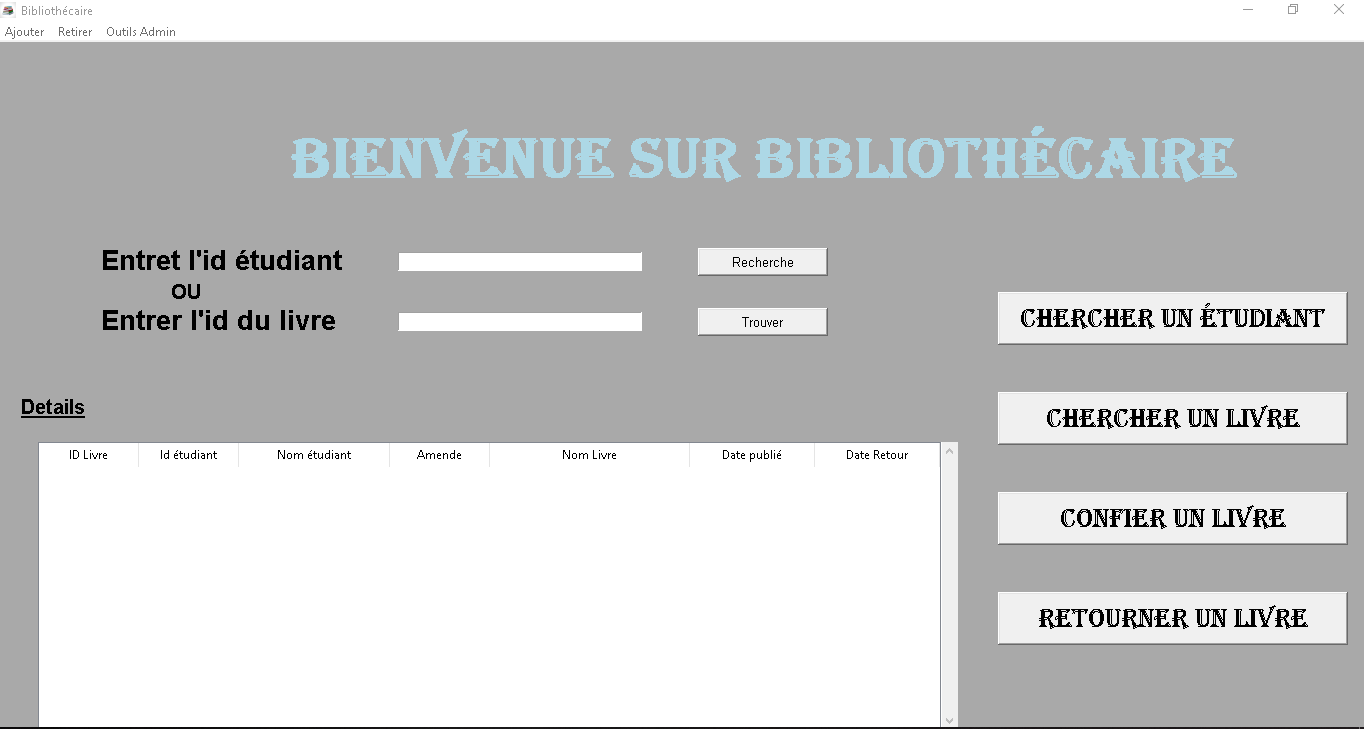 Bibliothécaire
Ajouter Retirer Outils Admin
BIENVENUE SUR BIBLIOTHÉCAIRE
Entret l'id étudiant
Recherche
OU
Entrer l'id du livre
Trouver
CHERCHER UN ÉTUDIANT
CHERCHER UN LIVRE
CONFIER UN LIVRE
RETOURNER UN LIVRE
Details
ID Livre Id étudiant Nom étudiant Amende Nom Livre Date publié Date Retour